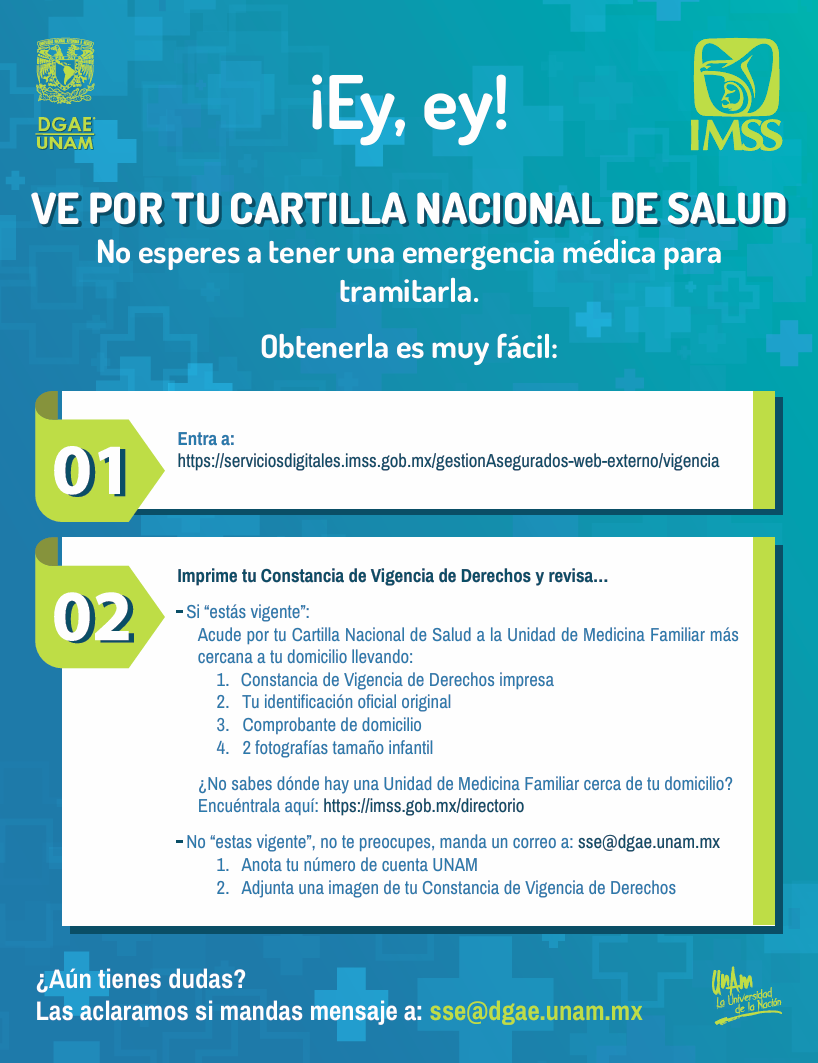 DGAE
UNAM
¡Ey, ey!
IMSS
VE POR TU CARTILLA NACIONAL DE SALUD
No esperes a tener una emergencia médica para
tramitarla.
Obtenerla es muy fácil:
01
Entra a:
https://serviciosdigitales.imss.gob.mx/gestionAsegurados-web-externo/vigencia
02
Imprime tu Constancia de Vigencia de Derechos y revisa...
- Si “estás vigente”:
Acude por tu Cartilla Nacional de Salud a la Unidad de Medicina Familiar más
cercana a tu domicilio llevando:
1. Constancia de Vigencia de Derechos impresa
2. Tu identificación oficial original
3. Comprobante de domicilio
4. 2 fotografías tamaño infantil
¿No sabes dónde hay una Unidad de Medicina Familiar cerca de tu domicilio?
Encuéntrala aquí: https://imss.gob.mx/directorio
- No “estas vigente”, no te preocupes, manda un correo a: sse@dgae.unam.mx
1. Anota tu número de cuenta UNAM
2. Adjunta una imagen de tu Constancia de Vigencia de Derechos
¿Aún tienes dudas?
Las aclaramos si mandas mensaje a: sse@dgae.unam.mx
UNAM
La Universidad
de la Nación